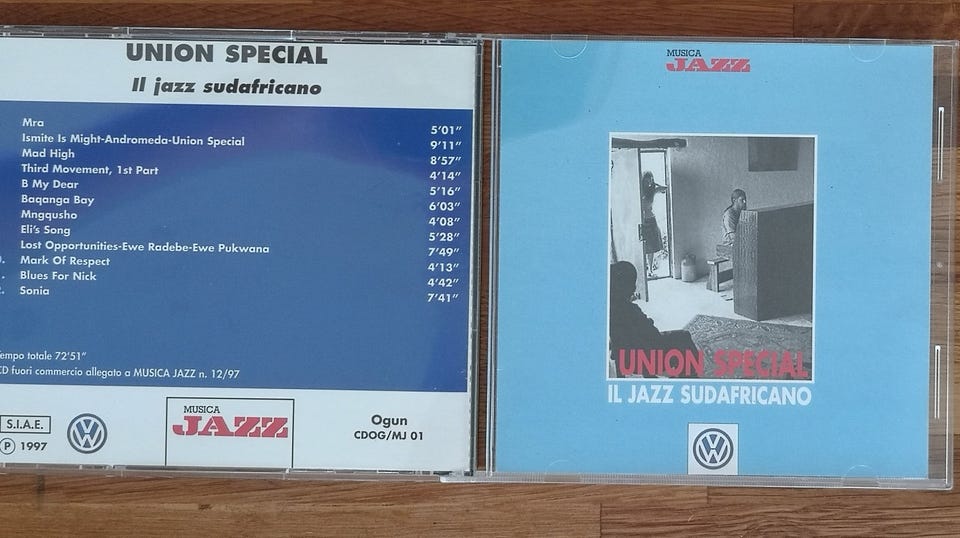 UNION SPECIAL
Il jazz sudafricano
Mra 5'01"
Ismite Is Might-Andromeda-Union Special 9'11"
Mad High 8'57"
Third Movement, 1st Part 4'14"
B My Dear 5'16"
Baqanga Bay 6'03"
Mngqusho 4'08"
Eli's Song 5'28"
Lost Opportunities-Ewe Radebe-Ewe Pukwana 7'49"
Mark Of Respect 4'13"
Blues For Nick 4'42"
Sonia 7'41"
Tempo totale 72'51"
CD fuori commercio allegato a MUSICA JAZZ n. 12/97
S.I.A.E.
P 1997
VW
MUSICA
JAZZ
Ogun
CDOG/MJ 01
MUSICA
JAZZ
UNION SPECIAL
IL JAZZ SUDAFRICANO
VW